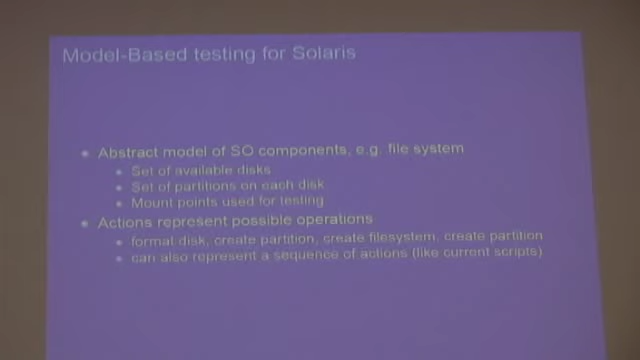 Model-Based testing for Solaris
Abstract model of SO components, e.g. file system
Set of available disks
Set of partitions on each disk
Mount points used for testing
Actions represent possible operations
format disk, create partition, create filesystem, create partition
can also represent a sequence of actions (like current scripts)